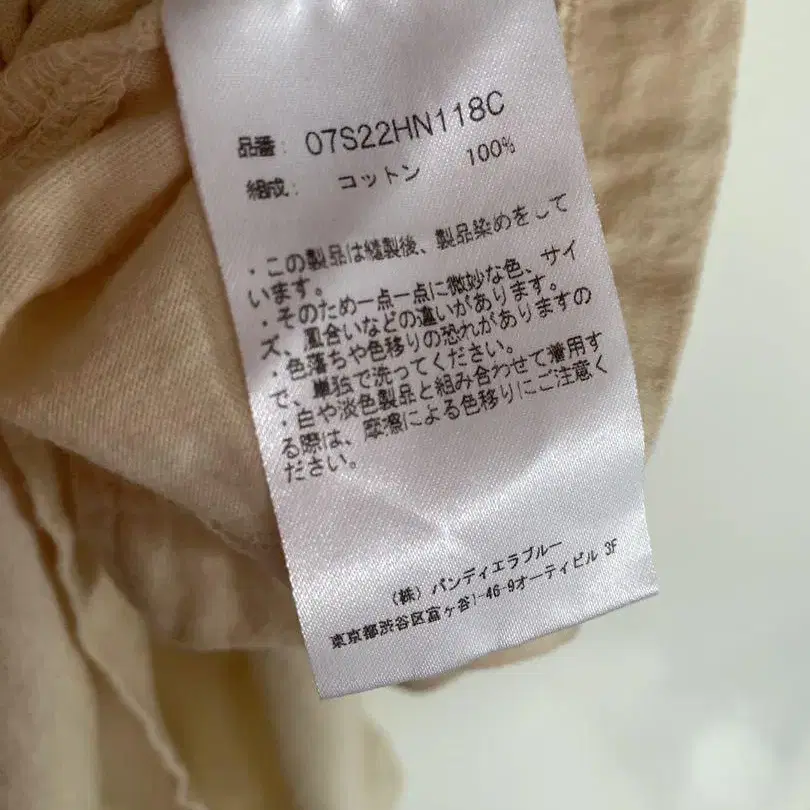 品番： 07S22HN118C
組成： コットン 100%
・この製品は縫製後、製品染めをして
います。
・そのため一点一点に微妙な色、サイ
ズ、風合いなどの違いがあります。
・色落ちや色移りの恐れがありますの
で、単独で洗ってください。
・白や淡色製品と組み合わせて着用す
る際は、摩擦による色移りにご注意く
ださい。
（株）バンディエラブルー
東京都渋谷区富ヶ谷1-46-9オーティビル 3F